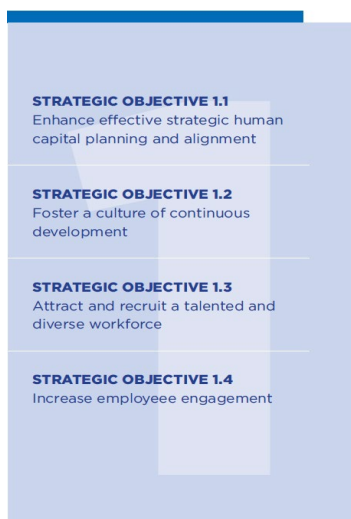 STRATEGIC OBJECTIVE 1.1
Enhance effective strategic human
capital planning and alignment
STRATEGIC OBJECTIVE 1.2
Foster a culture of continuous
development
STRATEGIC OBJECTIVE 1.3
Attract and recruit a talented and
diverse workforce
STRATEGIC OBJECTIVE 1.4
Increase employeee engagement
1